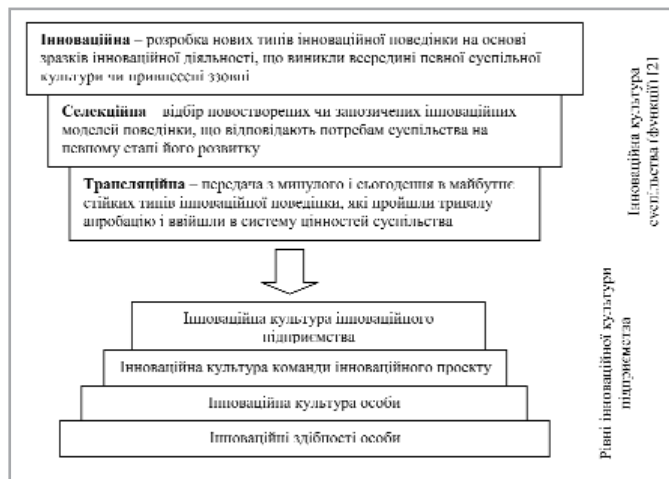 Інноваційна – розробка нових типів інноваційної поведінки на основі
зразків інноваційної діяльності, що виникли всередині певної суспільної
культури чи привнесені ззовні
Селекційна – відбір новостворених чи запозичених інноваційних
моделей поведінки, що відповідають потребам суспільства на
певному етапі його розвитку
Трансляційна – передача з минулого і сьогодення в майбутнє
стійких типів інноваційної поведінки, які пройшли тривалу
апробацію і ввійшли в систему цінностей суспільства
Інноваційна культура
суспільства (функції) [2]
Інноваційна культура інноваційного
підприємства
Інноваційна культура команди інноваційного проекту
Інноваційна культура особи
Інноваційні здібності особи
Рівні інноваційної культури
підприємства